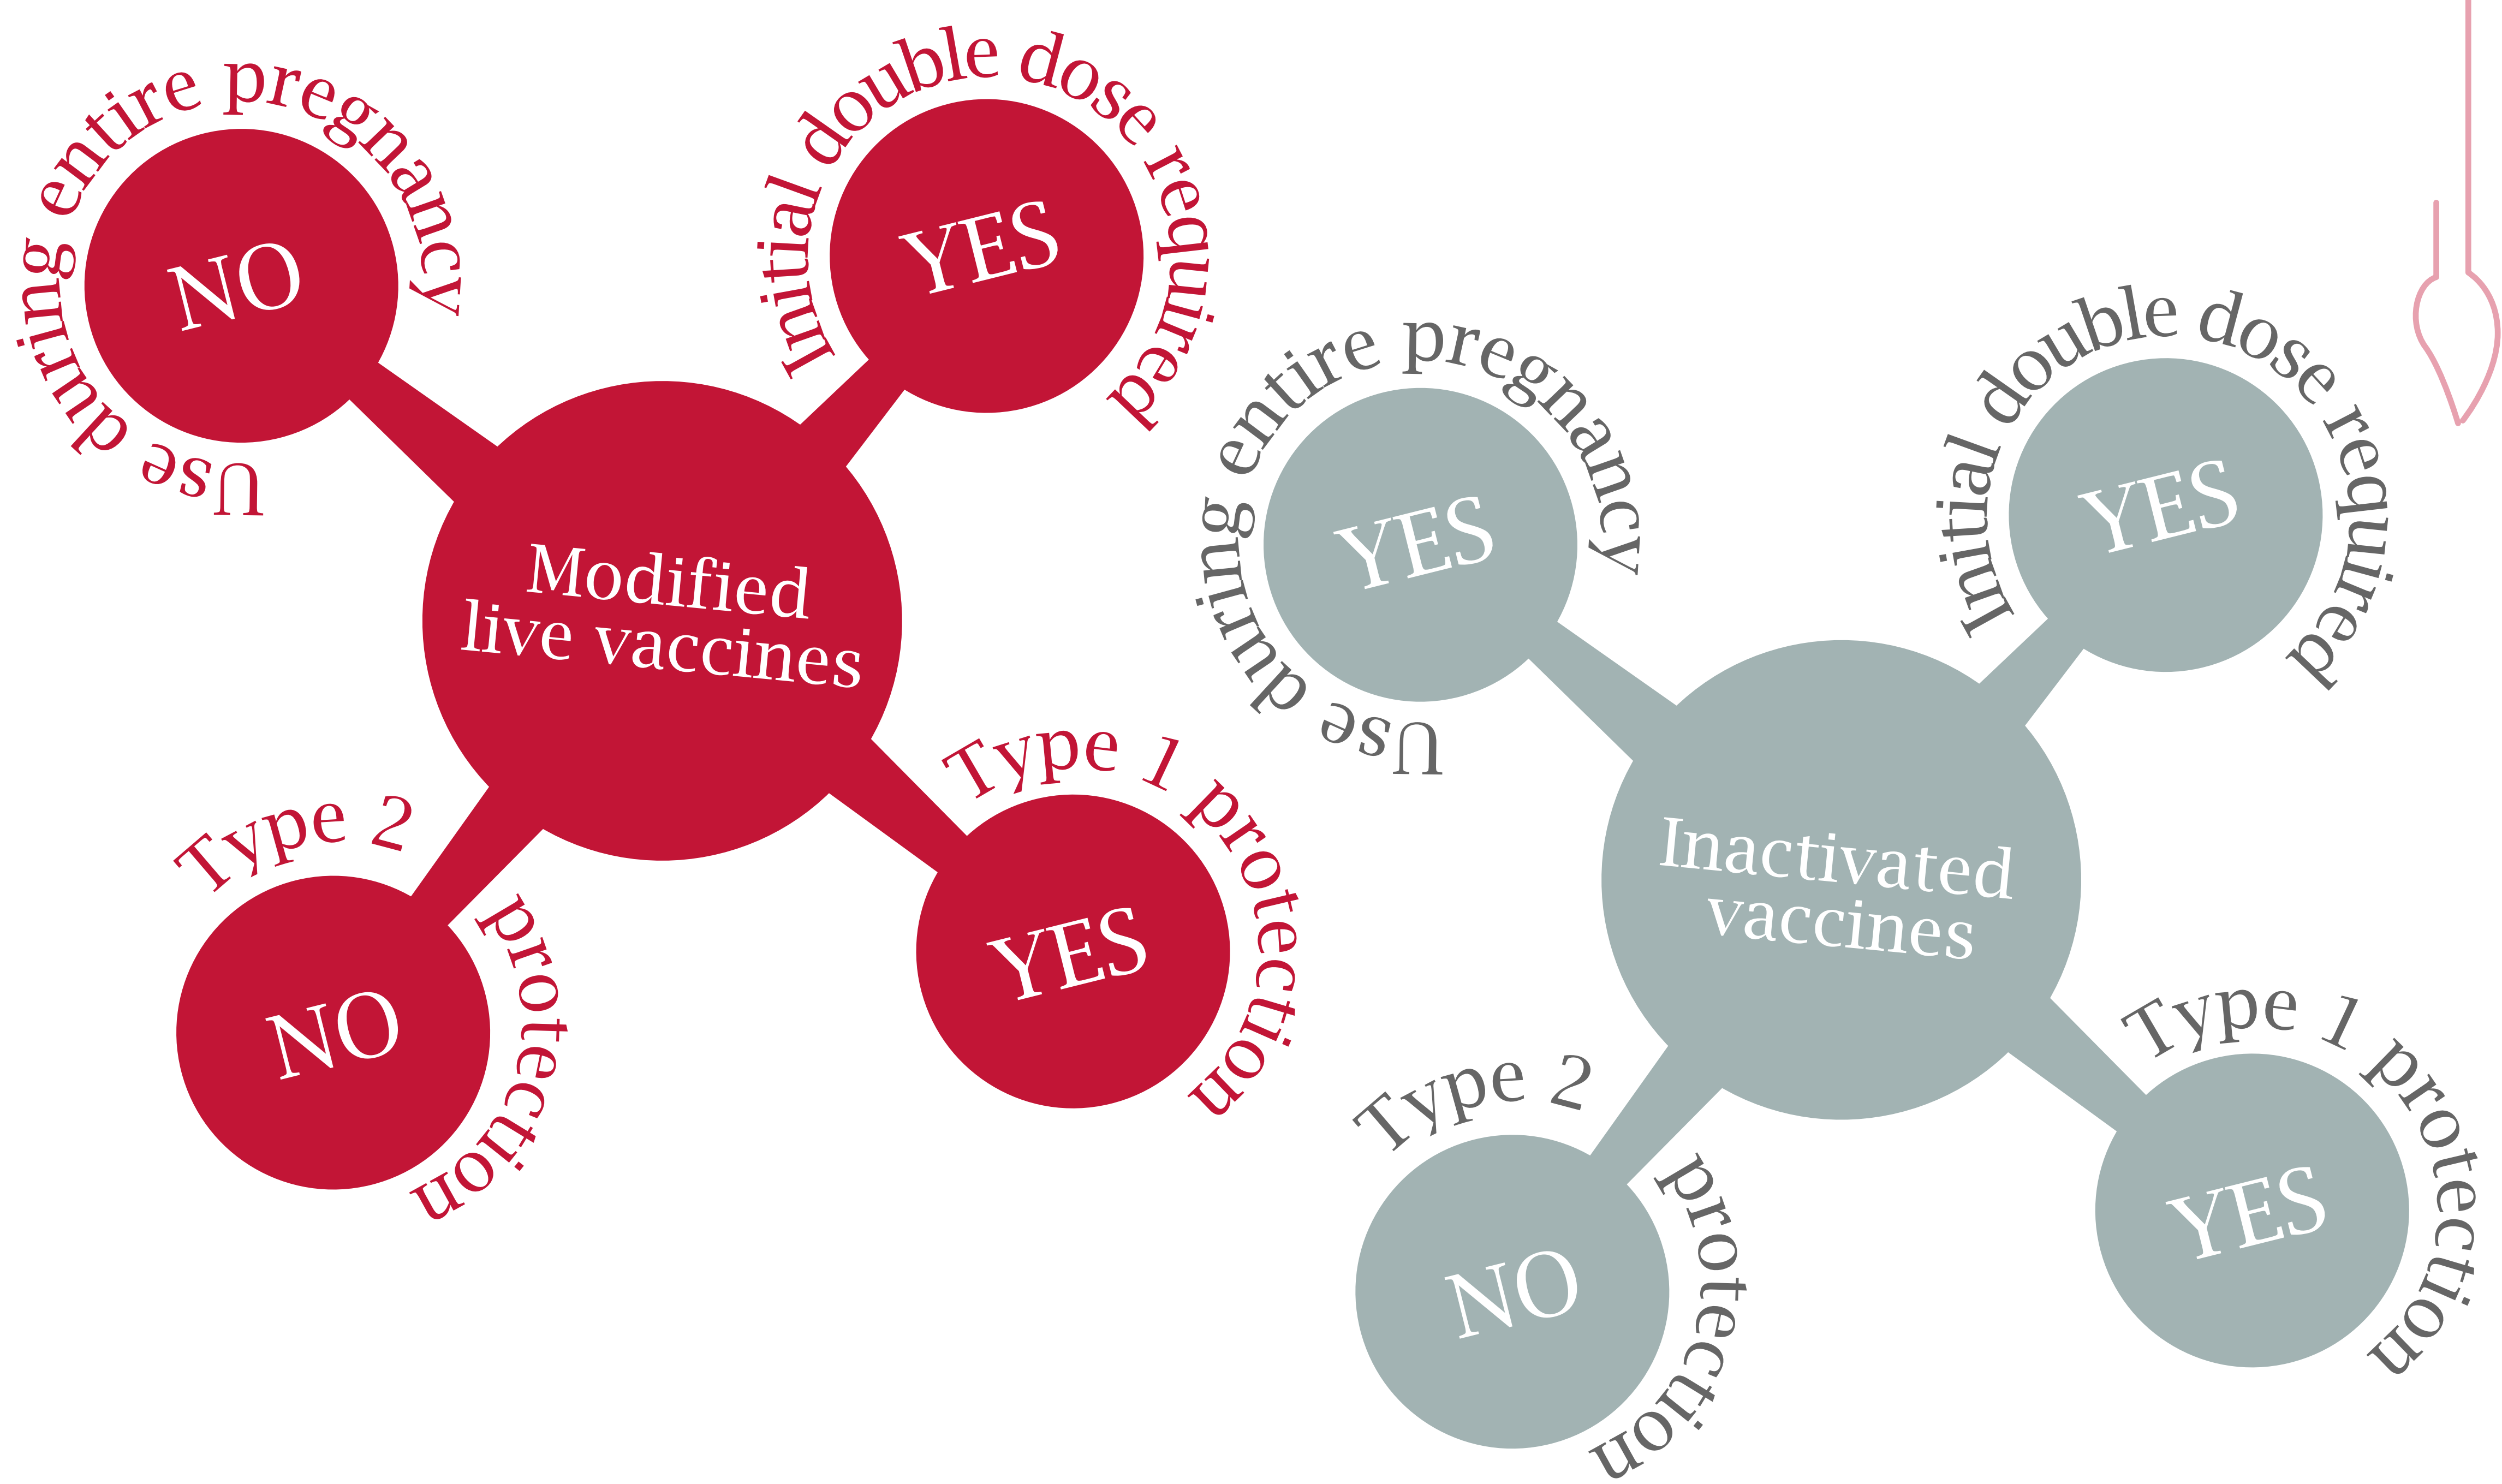 Use during entire pregnancy
NO
Initial double dose required
YES
Modified
live vaccines
Type 2 protection
NO
Type 1 protection
YES
Use during entire pregnancy
YES
Initial double dose required
YES
Inactivated
vaccines
Type 2 protection
NO
Type 1 protection
YES